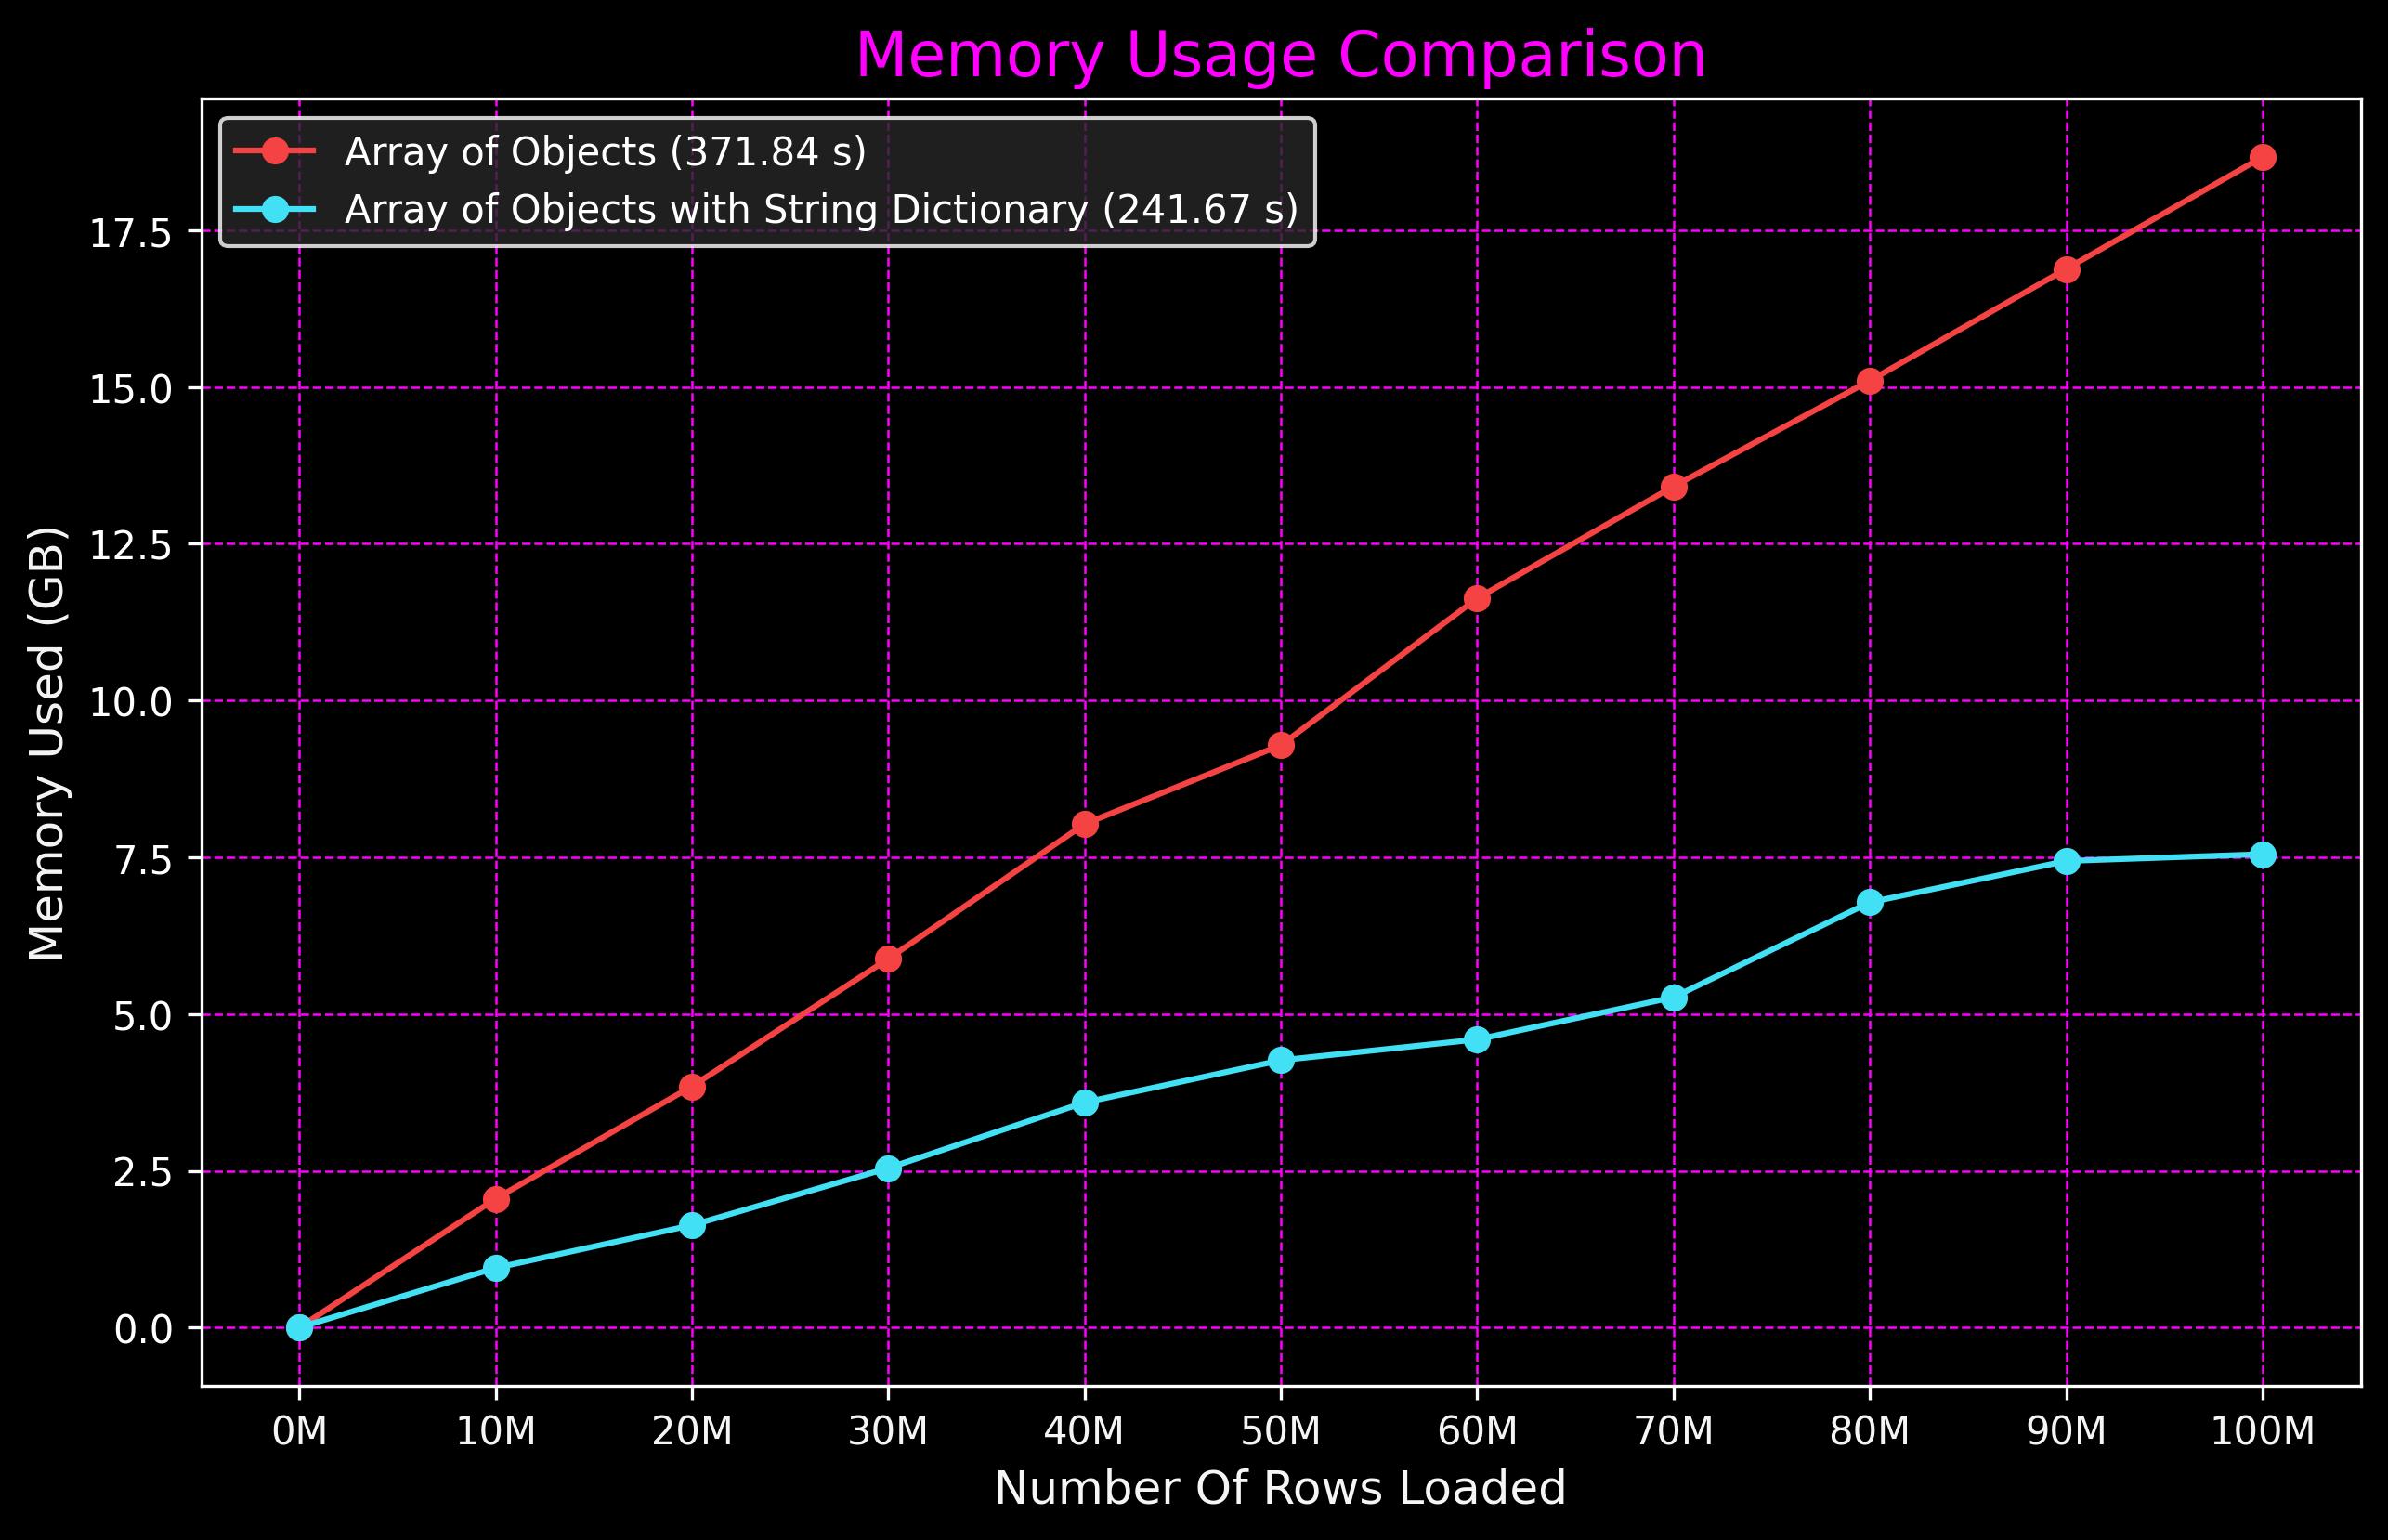 Memory Usage Comparison
Array of Objects (371.84 s)
Array of Objects with String Dictionary (241.67 s)
Memory Used (GB)
17.5
15.0
12.5
10.0
7.5
5.0
2.5
0.0
0M 10M 20M 30M 40M 50M 60M 70M 80M 90M 100M
Number Of Rows Loaded